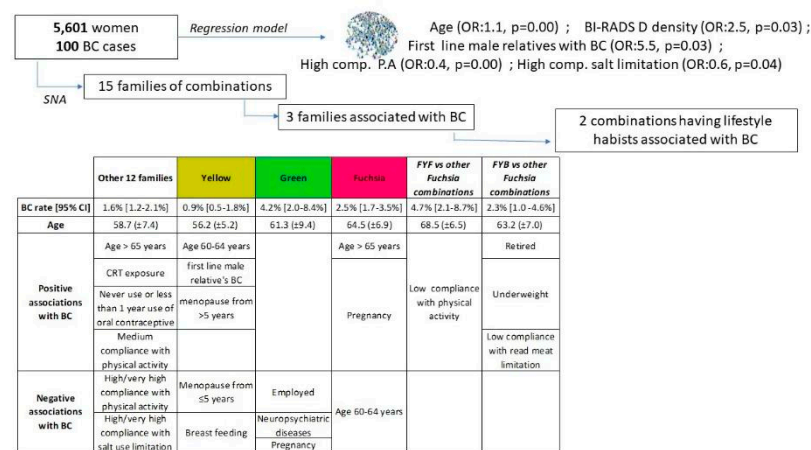 5,601 women
100 BC cases
Regression model
Age (OR:1.1, p=0.00) ; BI-RADS D density (OR:2.5, p=0.03) ;
First line male relatives with BC (OR:5.5, p=0.03) ;
High comp. P.A (OR:0.4, p=0.00) ; High comp. salt limitation (OR:0.6, p=0.04)
SNA
15 families of combinations
3 families associated with BC
2 combinations having lifestyle
habists associated with BC
Other 12 families
Yellow
Green
Fuchsia
FYF vs other
Fuchsia
combinations
FYB vs other
Fuchsia
combinations
BC rate [95% CI]
1.6% [1.2-2.1%]
0.9% [0.5-1.8%]
4.2% [2.0-8.4%]
2.5% [1.7-3.5%]
4.7% [2.1-8.7%]
2.3% [1.0 -4.6%]
Age
58.7 (±7.4)
56.2 (±5.2)
61.3 (±9.4)
64.5 (±6.9)
68.5 (±6.5)
63.2 (±7.0)
Positive
associations
with BC
Age > 65 years
CRT exposure
Never use or less
than 1 year use of
oral contraceptive
Medium
compliance with
physical activity
Age 60-64 years
first line male
relative's BC
menopause from
>5 years
Age > 65 years
Pregnancy
Low compliance
with physical
activity
Retired
Underweight
Low compliance
with read meat
limitation
Negative
associations
with BC
High/very high
compliance with
physical activity
High/very high
compliance with
salt use limitation
Menopause from
≤5 years
Breast feeding
Employed
Neuropsychiatric
diseases
Pregnancy
Age 60-64 years